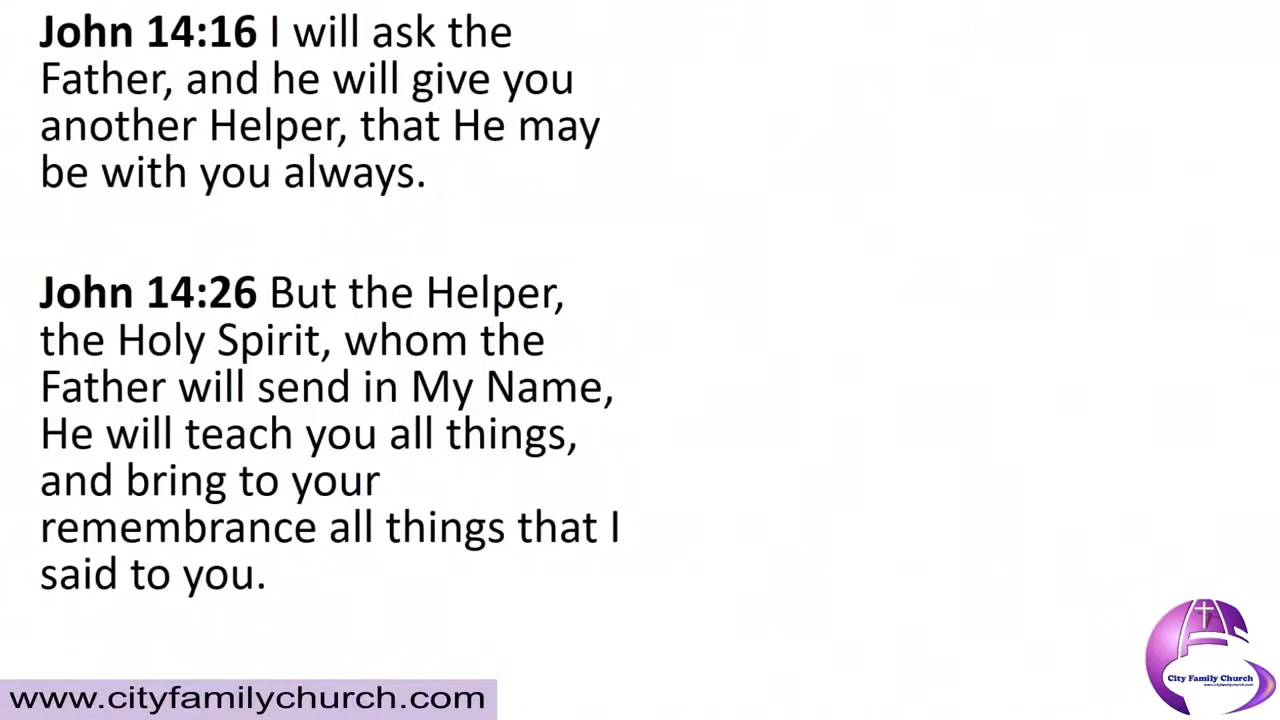 John 14:16 I will ask the
Father, and he will give you
another Helper, that He may
be with you always.
John 14:26 But the Helper,
the Holy Spirit, whom the
Father will send in My Name,
He will teach you all things,
and bring to your
remembrance all things that I
said to you.
City Family Church
www.cityfamilychurch.com
www.cityfamilychurch.com